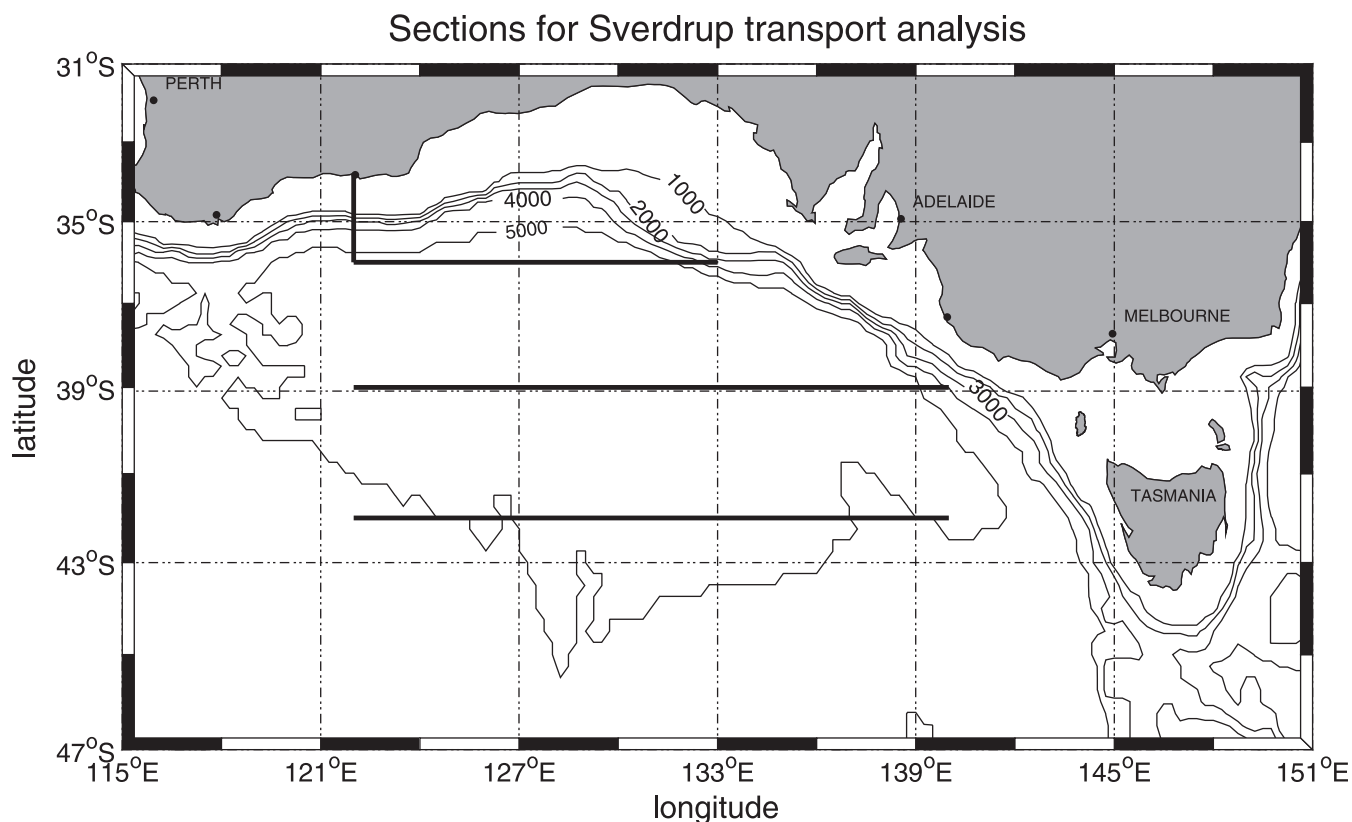 Sections for Sverdrup transport analysis
31°S
PERTH
1000
4000
2000
ADELAIDE
35°S
5000
MELBOURNE
latitude
39°S
3000
TASMANIA
43°S
47°S
115°E 121°E 127°E 133°E 139°E 145°E 151°E
longitude